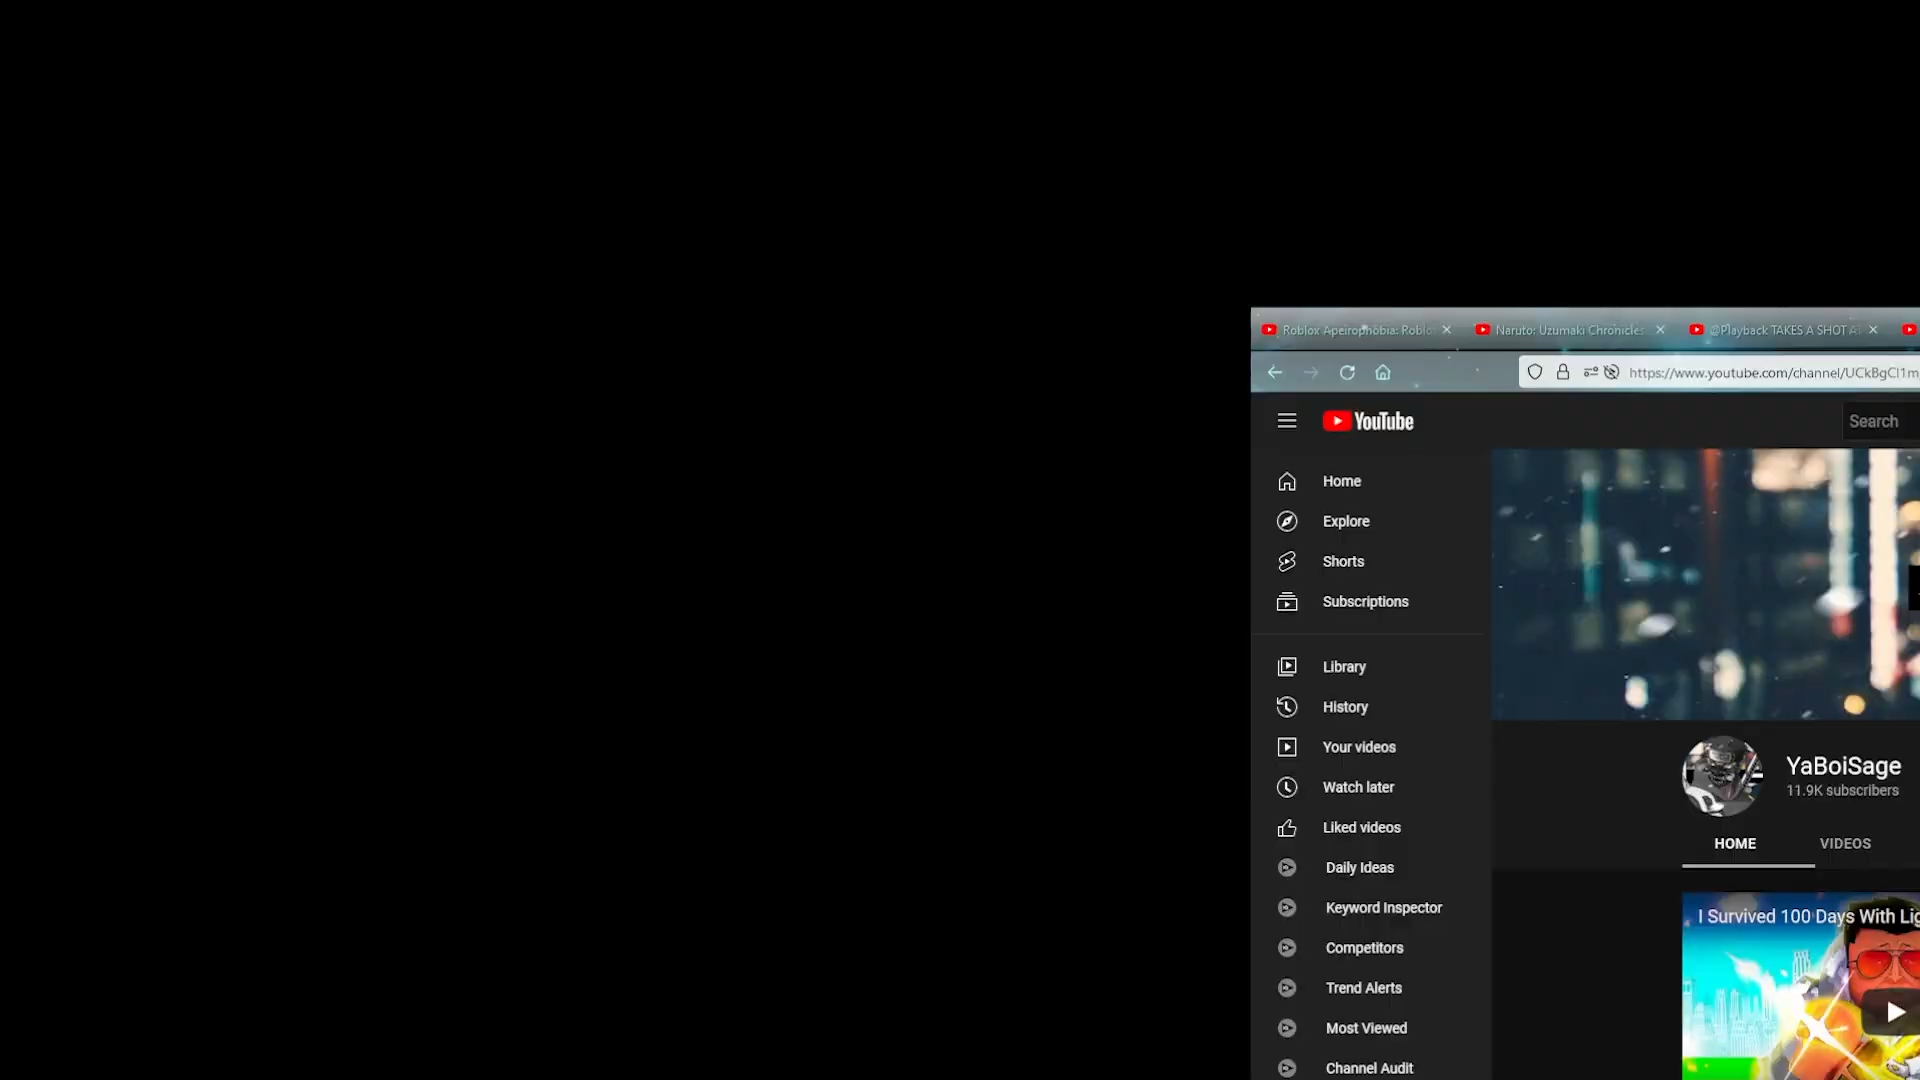 Roblox Apeirophobia: Roblo
Naruto: Uzumaki Chronicles
@Playback TAKES A SHOT A
https://www.youtube.com/channel/UCkBgCl1m
YouTube
Search
Home
Explore
Shorts
Subscriptions
Library
History
Your videos
Watch later
Liked videos
Daily Ideas
Keyword Inspector
Competitors
Trend Alerts
Most Viewed
Channel Audit
YaBoiSage
11.9K subscribers
HOME
VIDEOS
I Survived 100 Days With Lig